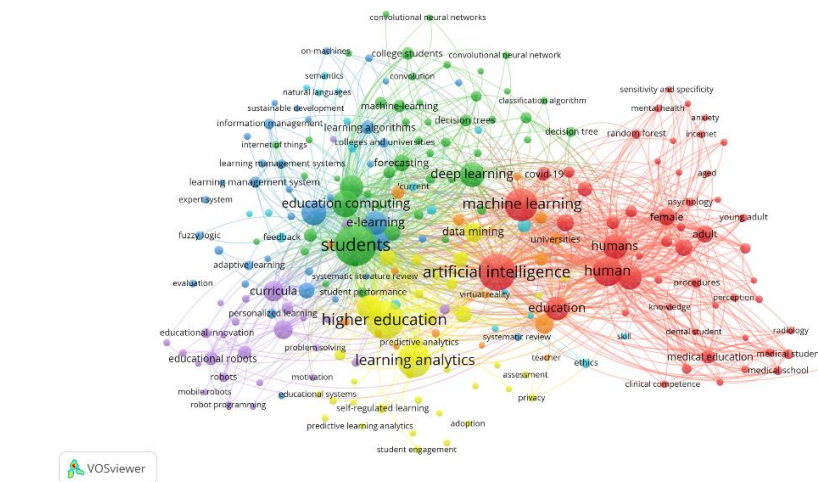 convolutional neural networks
on-machines
college students
convolutional neural network
semantics
convolution
natural languages
sensitivity and specificity
sustainable development
machine-learning
classification algorithm
mental health
information management
learning algorithms
decision trees
anxiety
internet of things
colleges and universities
decision tree
random forest
internet
learning management systems
forecasting
deep learning
covid-19
aged
learning management system
'current
expert system
education computing
machine learning
psychology
e-learning
female
young adult
fuzzy logic
feedback
students
data mining
universities
humans
adult
adaptive learning
systematic literature review
artificial intelligence
human
evaluation
curricula
student performance
virtual reality
procedures
perception
personalized learning
higher education
education
knowledge
educational innovation
predictive analytics
systematic review
skill
dental student
radiology
educational robots
problem solving
learning analytics
teacher
ethics
medical education
medical studen
robots
motivation
assessment
medical school
mobile robots
educational systems
privacy
clinical competence
robot programming
self-regulated learning
predictive learning analytics
adoption
student engagement
VOSviewer